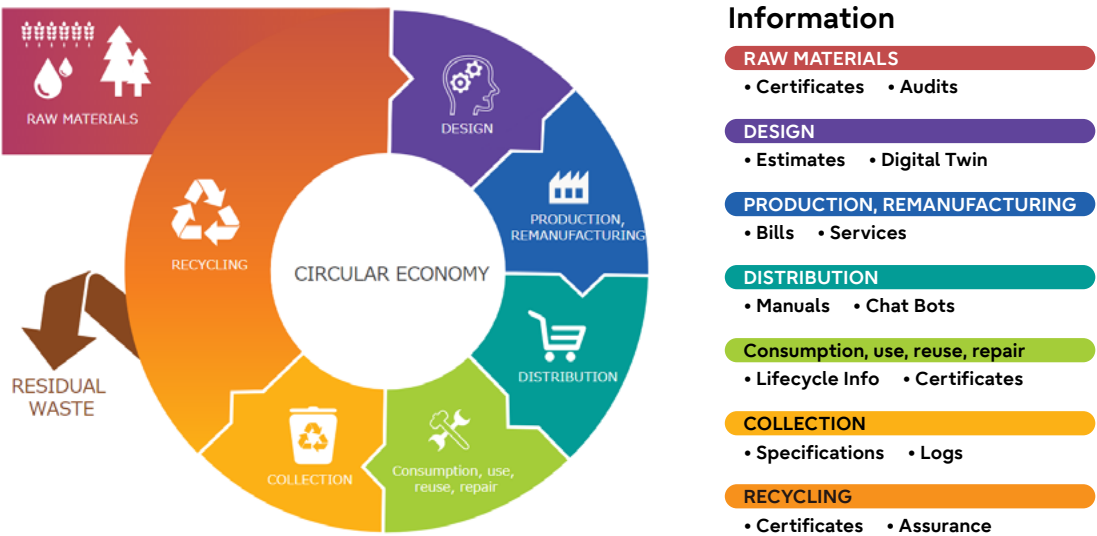 RAW MATERIALS
DESIGN
PRODUCTION,
REMANUFACTURING
RECYCLING
CIRCULAR ECONOMY
DISTRIBUTION
RESIDUAL
WASTE
COLLECTION
Consumption, use,
reuse, repair
Information
RAW MATERIALS
• Certificates • Audits
DESIGN
• Estimates • Digital Twin
PRODUCTION, REMANUFACTURING
• Bills • Services
DISTRIBUTION
• Manuals • Chat Bots
Consumption, use, reuse, repair
• Lifecycle Info • Certificates
COLLECTION
• Specifications • Logs
RECYCLING
• Certificates • Assurance